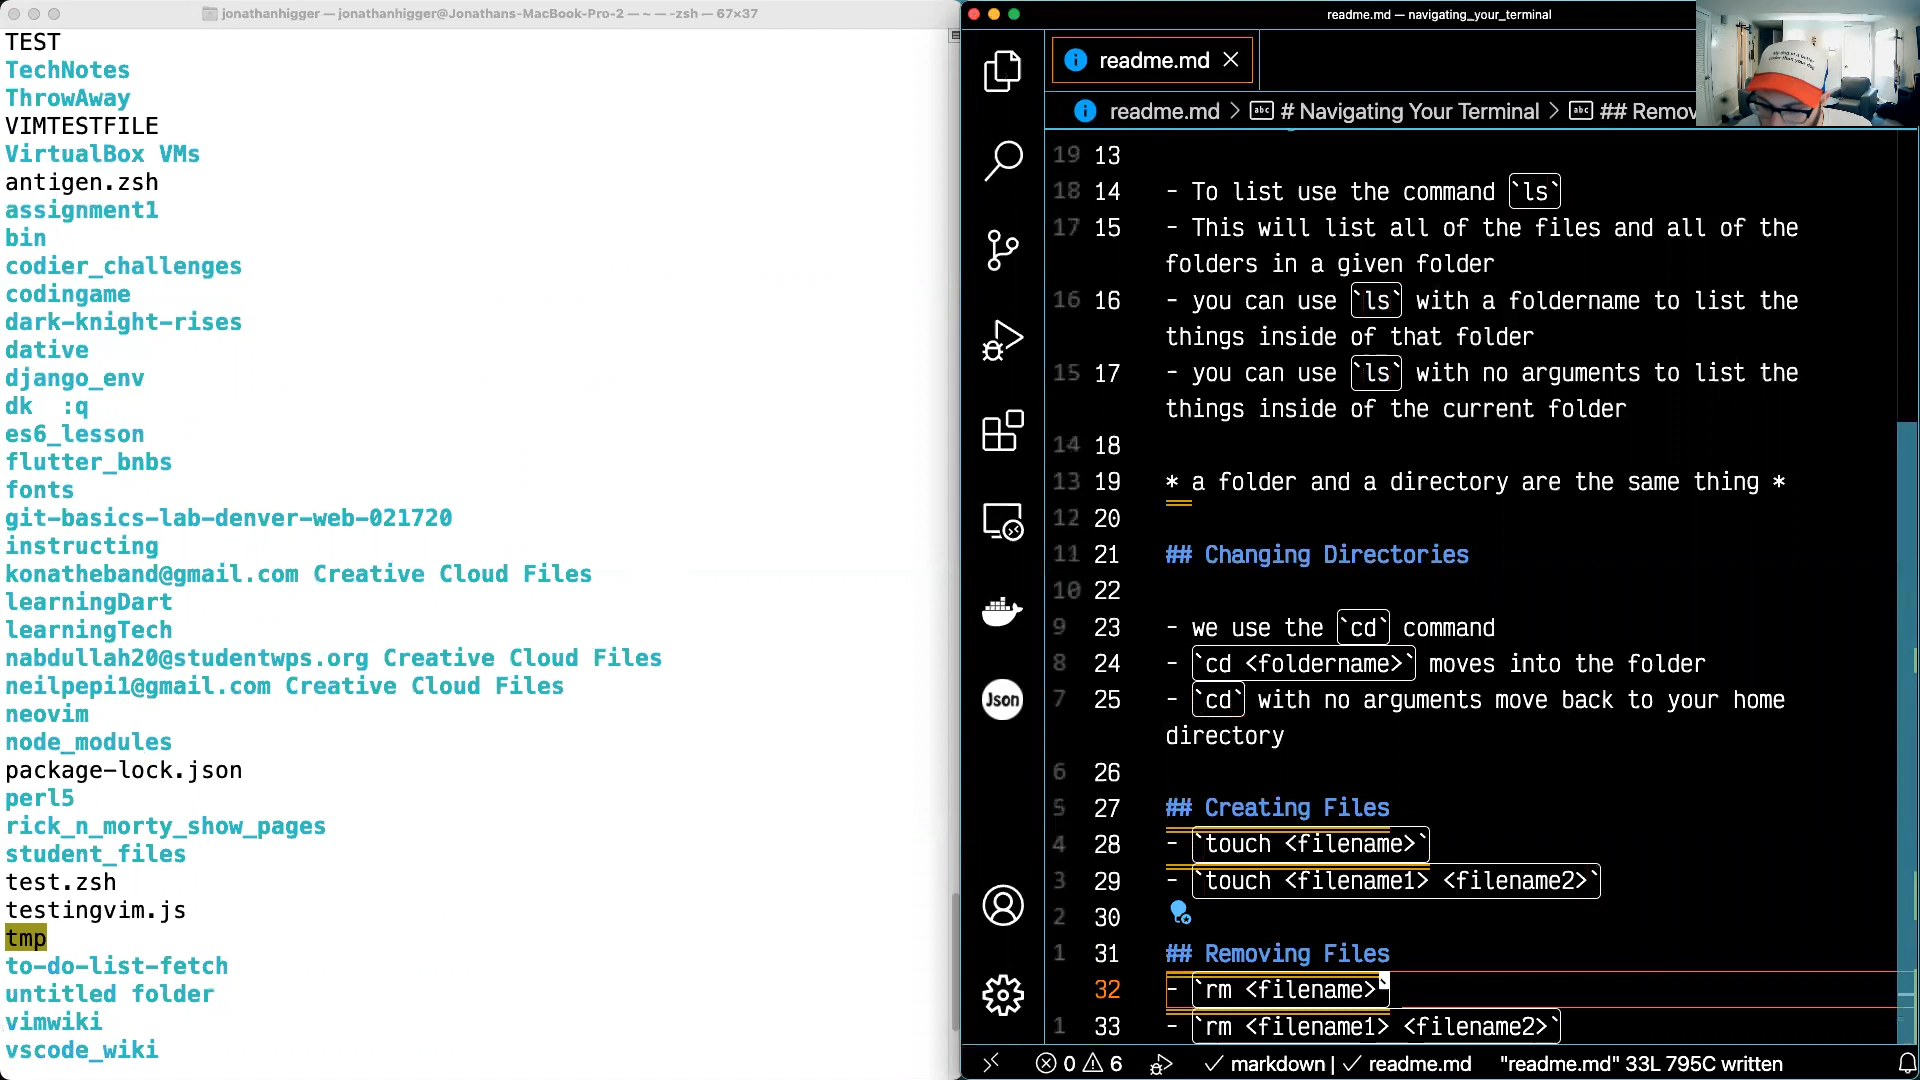 jonathanhigger — jonathanhigger@Jonathans-MacBook-Pro-2 — ~ — -zsh — 67×37
TEST
TechNotes
ThrowAway
VIMTESTFILE
VirtualBox VMs
antigen.zsh
assignment1
bin
codier_challenges
codingame
dark-knight-rises
dative
django_env
dk  :q
es6_lesson
flutter_bnbs
fonts
git-basics-lab-denver-web-021720
instructing
konatheband@gmail.com Creative Cloud Files
learningDart
learningTech
nabdullah20@studentwps.org Creative Cloud Files
neilpepi1@gmail.com Creative Cloud Files
neovim
node_modules
package-lock.json
perl5
rick_n_morty_show_pages
student_files
test.zsh
testingvim.js
tmp
to-do-list-fetch
untitled folder
vimwiki
vscode_wiki
readme.md — navigating_your_terminal
readme.md
readme.md > # Navigating Your Terminal > ## Remov
19 13
18 14 - To list use the command `ls`
17 15 - This will list all of the files and all of the
folders in a given folder
16 16 - you can use `ls` with a foldername to list the
things inside of that folder
15 17 - you can use `ls` with no arguments to list the
things inside of the current folder
14 18
13 19 * a folder and a directory are the same thing *
12 20
11 21 ## Changing Directories
10 22
9 23 - we use the `cd` command
8 24 - `cd <foldername>` moves into the folder
7 25 - `cd` with no arguments move back to your home
directory
6 26
5 27 ## Creating Files
4 28 - `touch <filename>`
3 29 - `touch <filename1> <filename2>`
2 30
1 31 ## Removing Files
32 - `rm <filename>`
1 33 - `rm <filename1> <filename2>`
Json
0 6 markdown | readme.md "readme.md" 33L 795C written